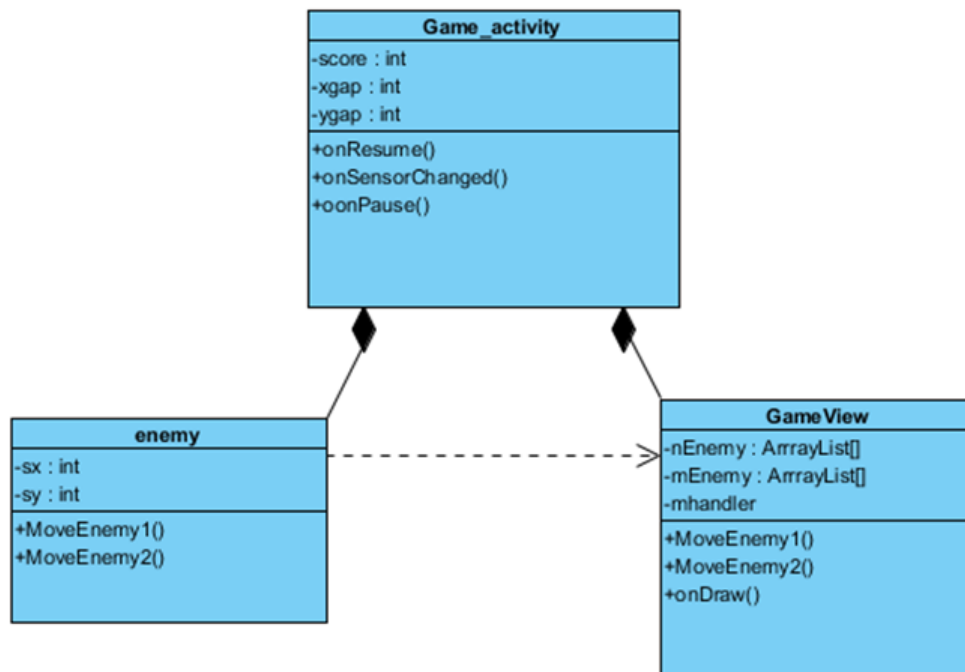 Game_activity
-score : int
-xgap : int
-ygap : int
+onResume()
+onSensorChanged()
+oonPause()
enemy
-sx : int
-sy : int
+MoveEnemy1()
+MoveEnemy2()
GameView
-nEnemy : ArrrayList[]
-mEnemy : ArrrayList[]
-mhandler
+MoveEnemy1()
+MoveEnemy2()
+onDraw()